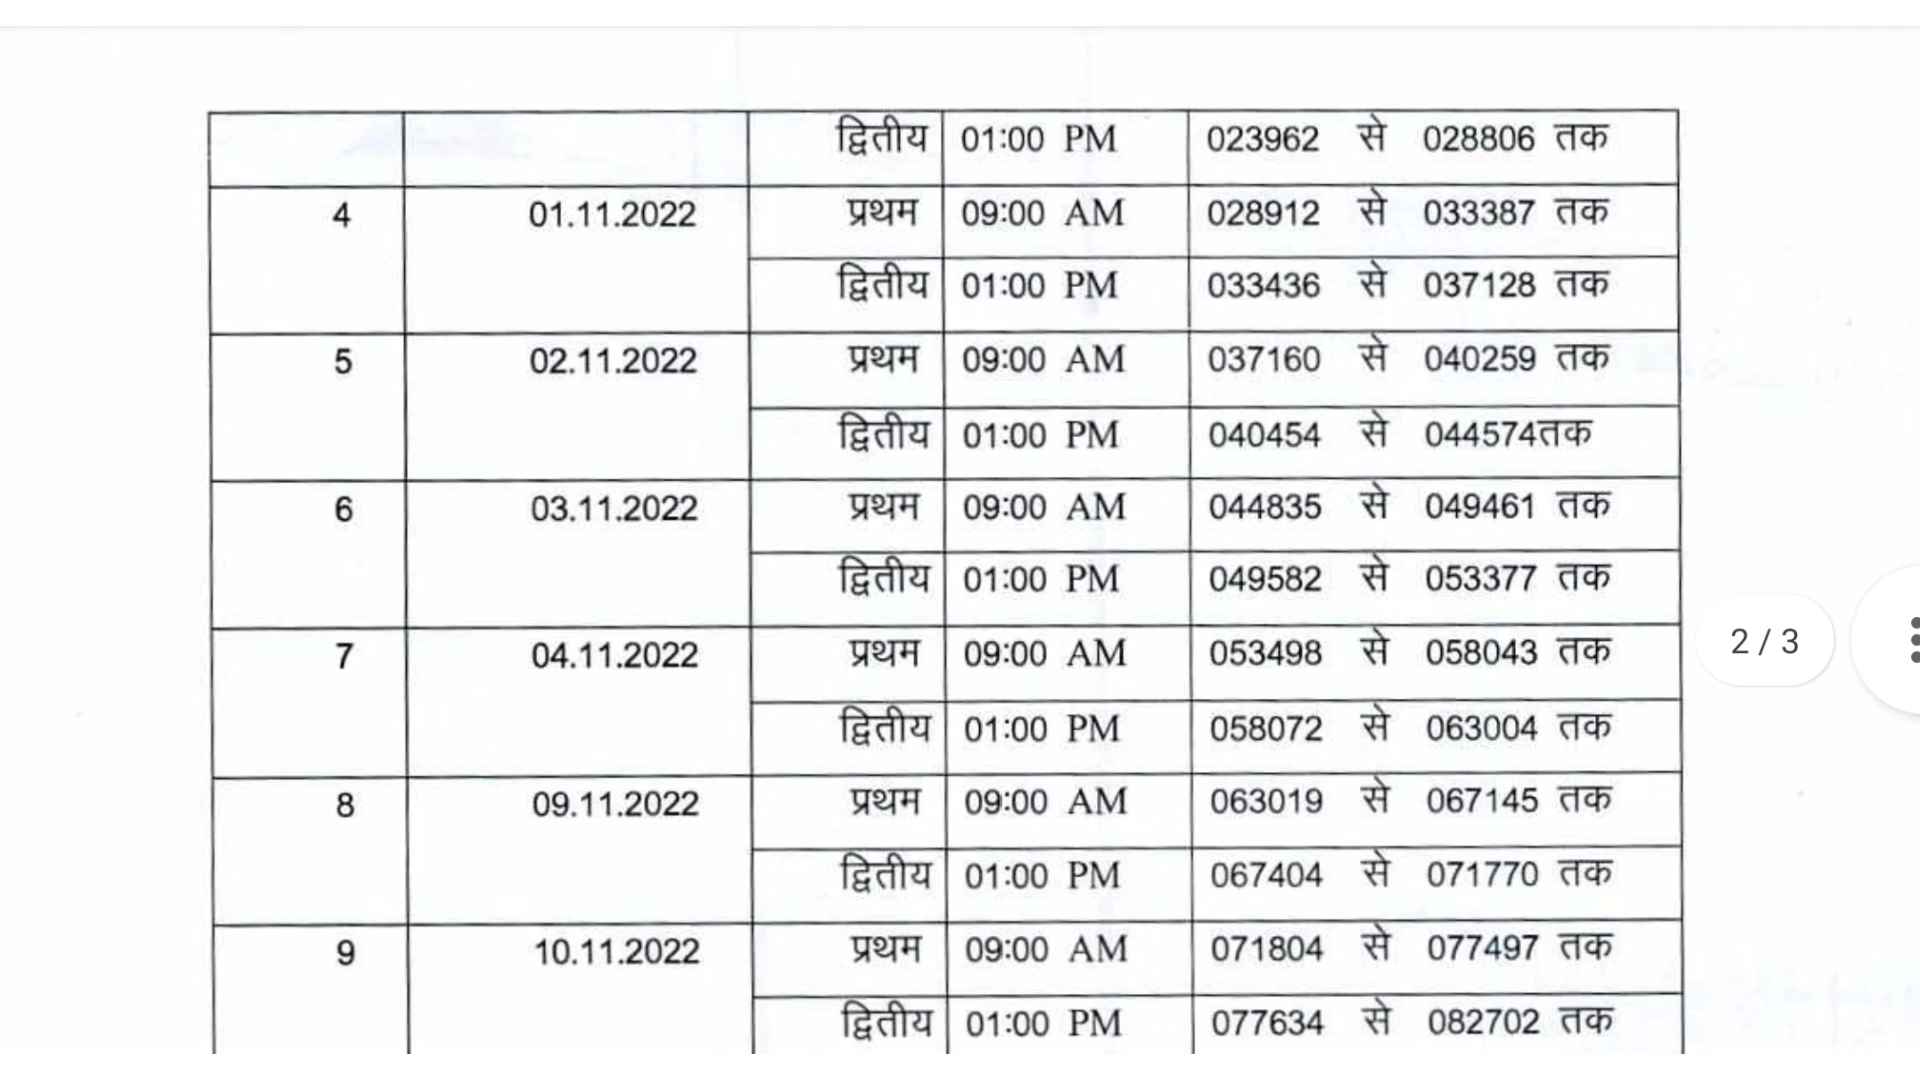 द्वितीय 01:00 PM 023962 से 028806 तक
4 01.11.2022 प्रथम 09:00 AM 028912 से 033387 तक
द्वितीय 01:00 PM 033436 से 037128 तक
5 02.11.2022 प्रथम 09:00 AM 037160 से 040259 तक
द्वितीय 01:00 PM 040454 से 044574तक
6 03.11.2022 प्रथम 09:00 AM 044835 से 049461 तक
द्वितीय 01:00 PM 049582 से 053377 तक
2 / 3
7 04.11.2022 प्रथम 09:00 AM 053498 से 058043 तक
द्वितीय 01:00 PM 058072 से 063004 तक
8 09.11.2022 प्रथम 09:00 AM 063019 से 067145 तक
द्वितीय 01:00 PM 067404 से 071770 तक
9 10.11.2022 प्रथम 09:00 AM 071804 से 077497 तक
द्वितीय 01:00 PM 077634 से 082702 तक